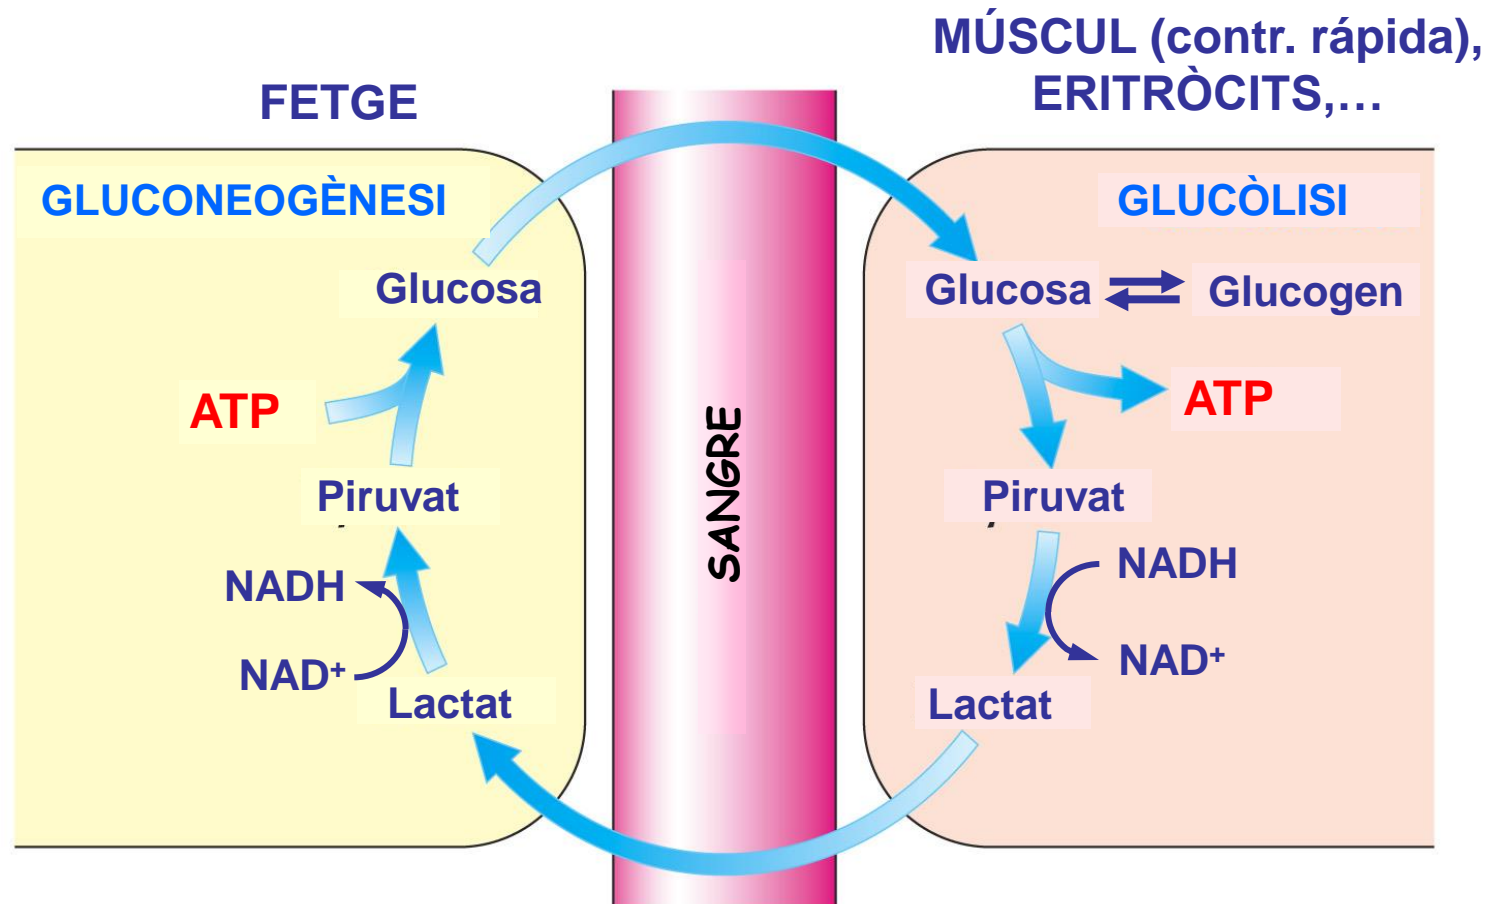 MÚSCUL (contr. rápida),
ERITRÒCITS,…
FETGE
GLUCONEOGÈNESI
Glucosa
ATP
Piruvat
NADH
NAD⁺
Lactat
SANGRE
GLUCÒLISI
Glucosa
Glucogen
ATP
Piruvat
NADH
NAD⁺
Lactat